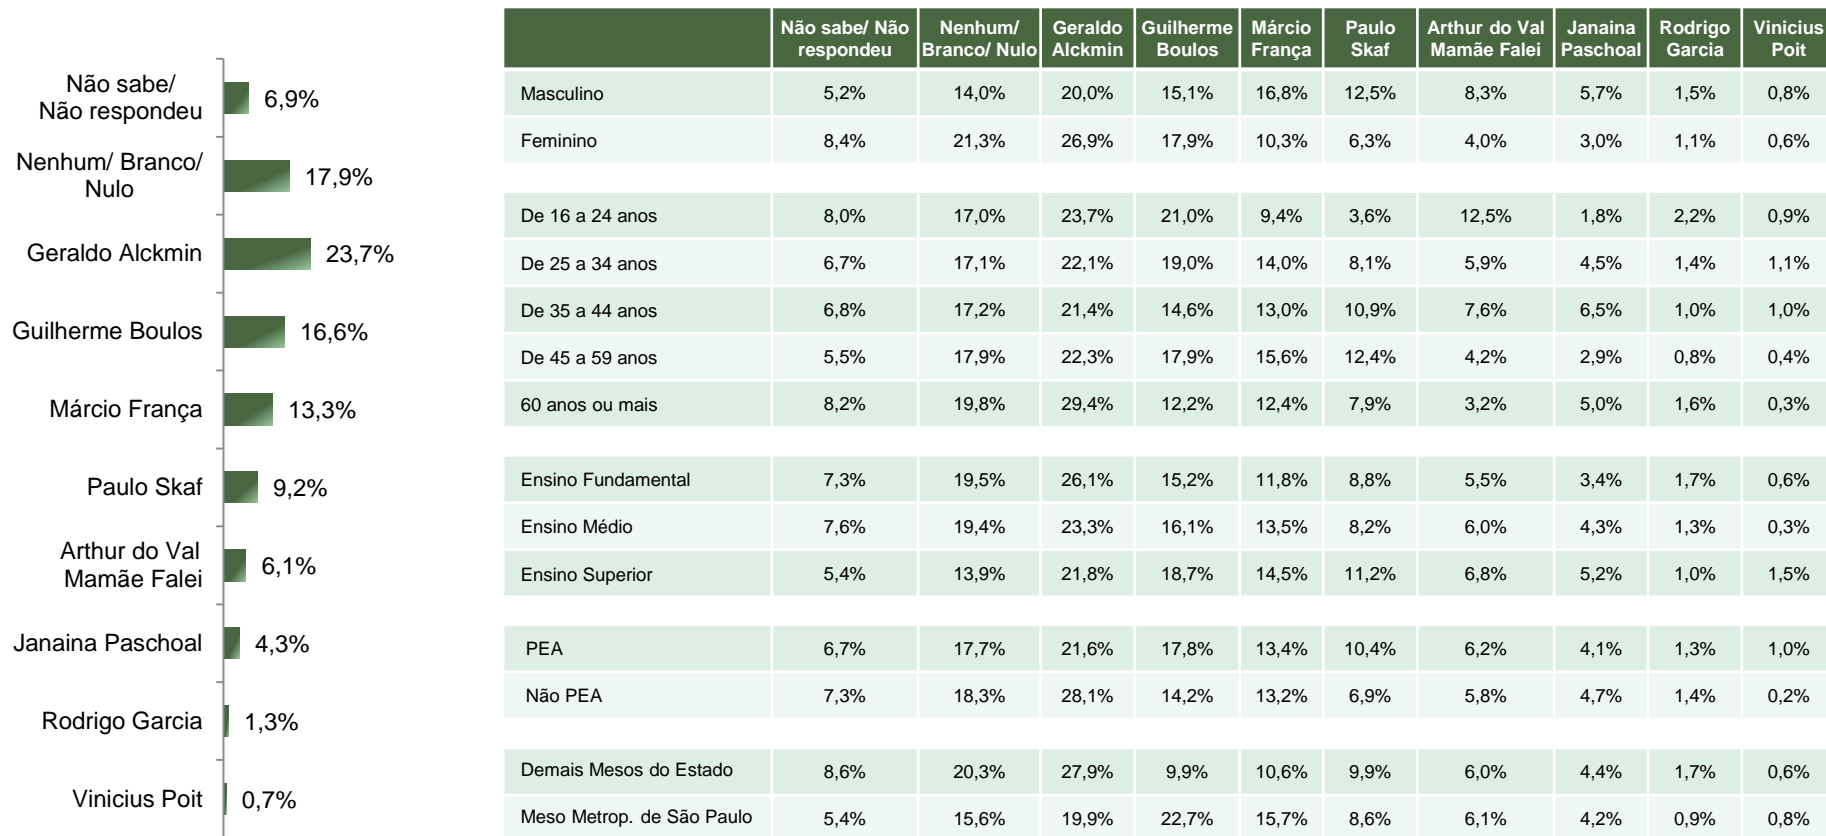 Não sabe/
Não respondeu
6,9%
Nenhum/ Branco/
Nulo
17,9%
Geraldo Alckmin
23,7%
Guilherme Boulos
16,6%
Márcio França
13,3%
Paulo Skaf
9,2%
Arthur do Val
Mamãe Falei
6,1%
Janaina Paschoal
4,3%
Rodrigo Garcia
1,3%
Vinicius Poit
0,7%
Não sabe/ Não Nenhum/ Geraldo Guilherme Márcio Paulo Arthur do Val Janaina Rodrigo Vinicius
respondeu Branco/ Nulo Alckmin Boulos França Skaf Mamãe Falei Paschoal Garcia Poit
Masculino 5,2% 14,0% 20,0% 15,1% 16,8% 12,5% 8,3% 5,7% 1,5% 0,8%
Feminino 8,4% 21,3% 26,9% 17,9% 10,3% 6,3% 4,0% 3,0% 1,1% 0,6%
De 16 a 24 anos 8,0% 17,0% 23,7% 21,0% 9,4% 3,6% 12,5% 1,8% 2,2% 0,9%
De 25 a 34 anos 6,7% 17,1% 22,1% 19,0% 14,0% 8,1% 5,9% 4,5% 1,4% 1,1%
De 35 a 44 anos 6,8% 17,2% 21,4% 14,6% 13,0% 10,9% 7,6% 6,5% 1,0% 1,0%
De 45 a 59 anos 5,5% 17,9% 22,3% 17,9% 15,6% 12,4% 4,2% 2,9% 0,8% 0,4%
60 anos ou mais 8,2% 19,8% 29,4% 12,2% 12,4% 7,9% 3,2% 5,0% 1,6% 0,3%
Ensino Fundamental 7,3% 19,5% 26,1% 15,2% 11,8% 8,8% 5,5% 3,4% 1,7% 0,6%
Ensino Médio 7,6% 19,4% 23,3% 16,1% 13,5% 8,2% 6,0% 4,3% 1,3% 0,3%
Ensino Superior 5,4% 13,9% 21,8% 18,7% 14,5% 11,2% 6,8% 5,2% 1,0% 1,5%
PEA 6,7% 17,7% 21,6% 17,8% 13,4% 10,4% 6,2% 4,1% 1,3% 1,0%
Não PEA 7,3% 18,3% 28,1% 14,2% 13,2% 6,9% 5,8% 4,7% 1,4% 0,2%
Demais Mesos do Estado 8,6% 20,3% 27,9% 9,9% 10,6% 9,9% 6,0% 4,4% 1,7% 0,6%
Meso Metrop. de São Paulo 5,4% 15,6% 19,9% 22,7% 15,7% 8,6% 6,1% 4,2% 0,9% 0,8%